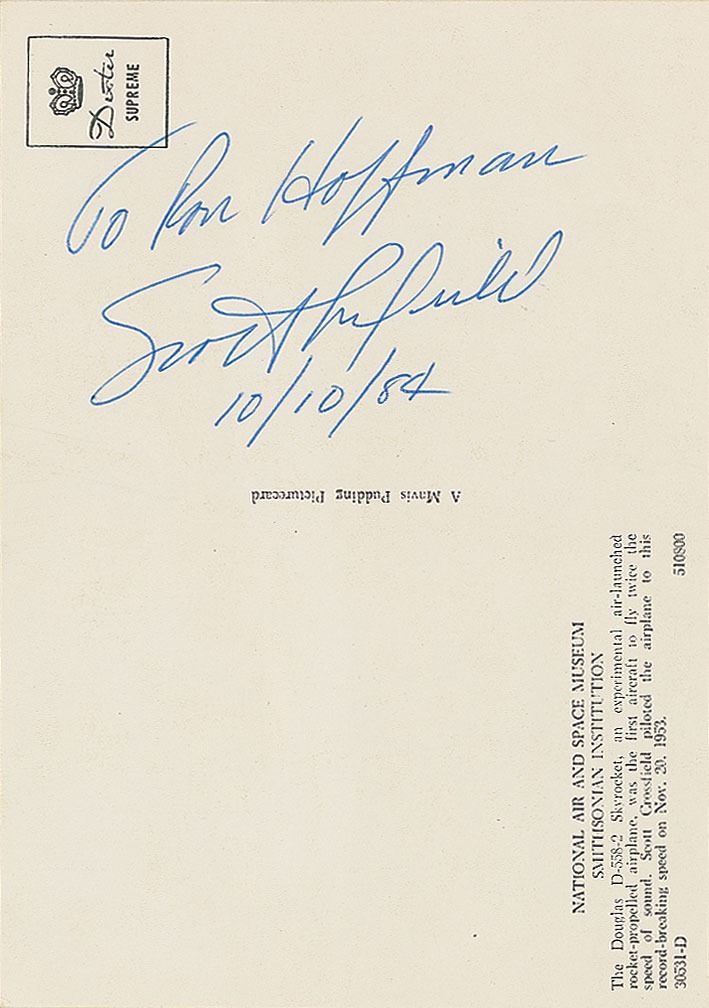 Dexter
SUPREME
To Ron Hoffman
Scott Crossfield
10/10/84
A Mavis Pudding Picturecard
NATIONAL AIR AND SPACE MUSEUM
SMITHSONIAN INSTITUTION
The Douglas D-558-2 Skyrocket, an experimental air-launched
rocket-propelled airplane, was the first aircraft to fly twice the
speed of sound. Scott Crossfield piloted the airplane to this
record-breaking speed on Nov. 20, 1953.
30531-D 510800